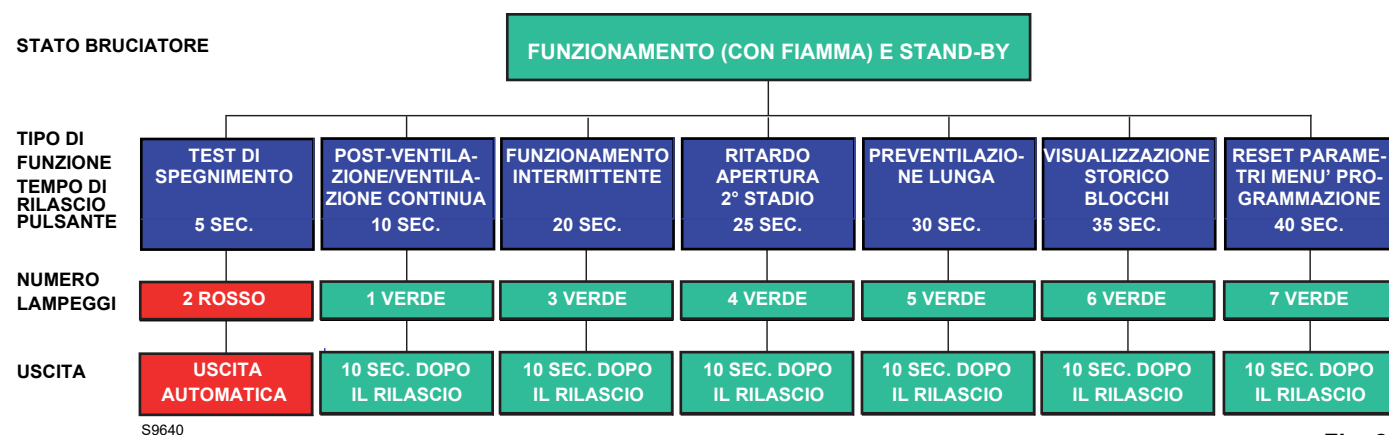 STATO BRUCIATORE
FUNZIONAMENTO (CON FIAMMA) E STAND-BY
TIPO DI
FUNZIONE
TEMPO DI
RILASCIO
PULSANTE
TEST DI
SPEGNIMENTO
5 SEC.
POST-VENTILA-
ZIONE/VENTILA-
ZIONE CONTINUA
10 SEC.
FUNZIONAMENTO
INTERMITTENTE
20 SEC.
RITARDO
APERTURA
2° STADIO
25 SEC.
PREVENTILAZIO-
NE LUNGA
30 SEC.
VISUALIZZAZIONE
STORICO
BLOCCHI
35 SEC.
RESET PARAME-
TRI MENU' PRO-
GRAMMAZIONE
40 SEC.
NUMERO
LAMPEGGI
2 ROSSO
1 VERDE
3 VERDE
4 VERDE
5 VERDE
6 VERDE
7 VERDE
USCITA
USCITA
AUTOMATICA
10 SEC. DOPO
IL RILASCIO
10 SEC. DOPO
IL RILASCIO
10 SEC. DOPO
IL RILASCIO
10 SEC. DOPO
IL RILASCIO
10 SEC. DOPO
IL RILASCIO
10 SEC. DOPO
IL RILASCIO
S9640